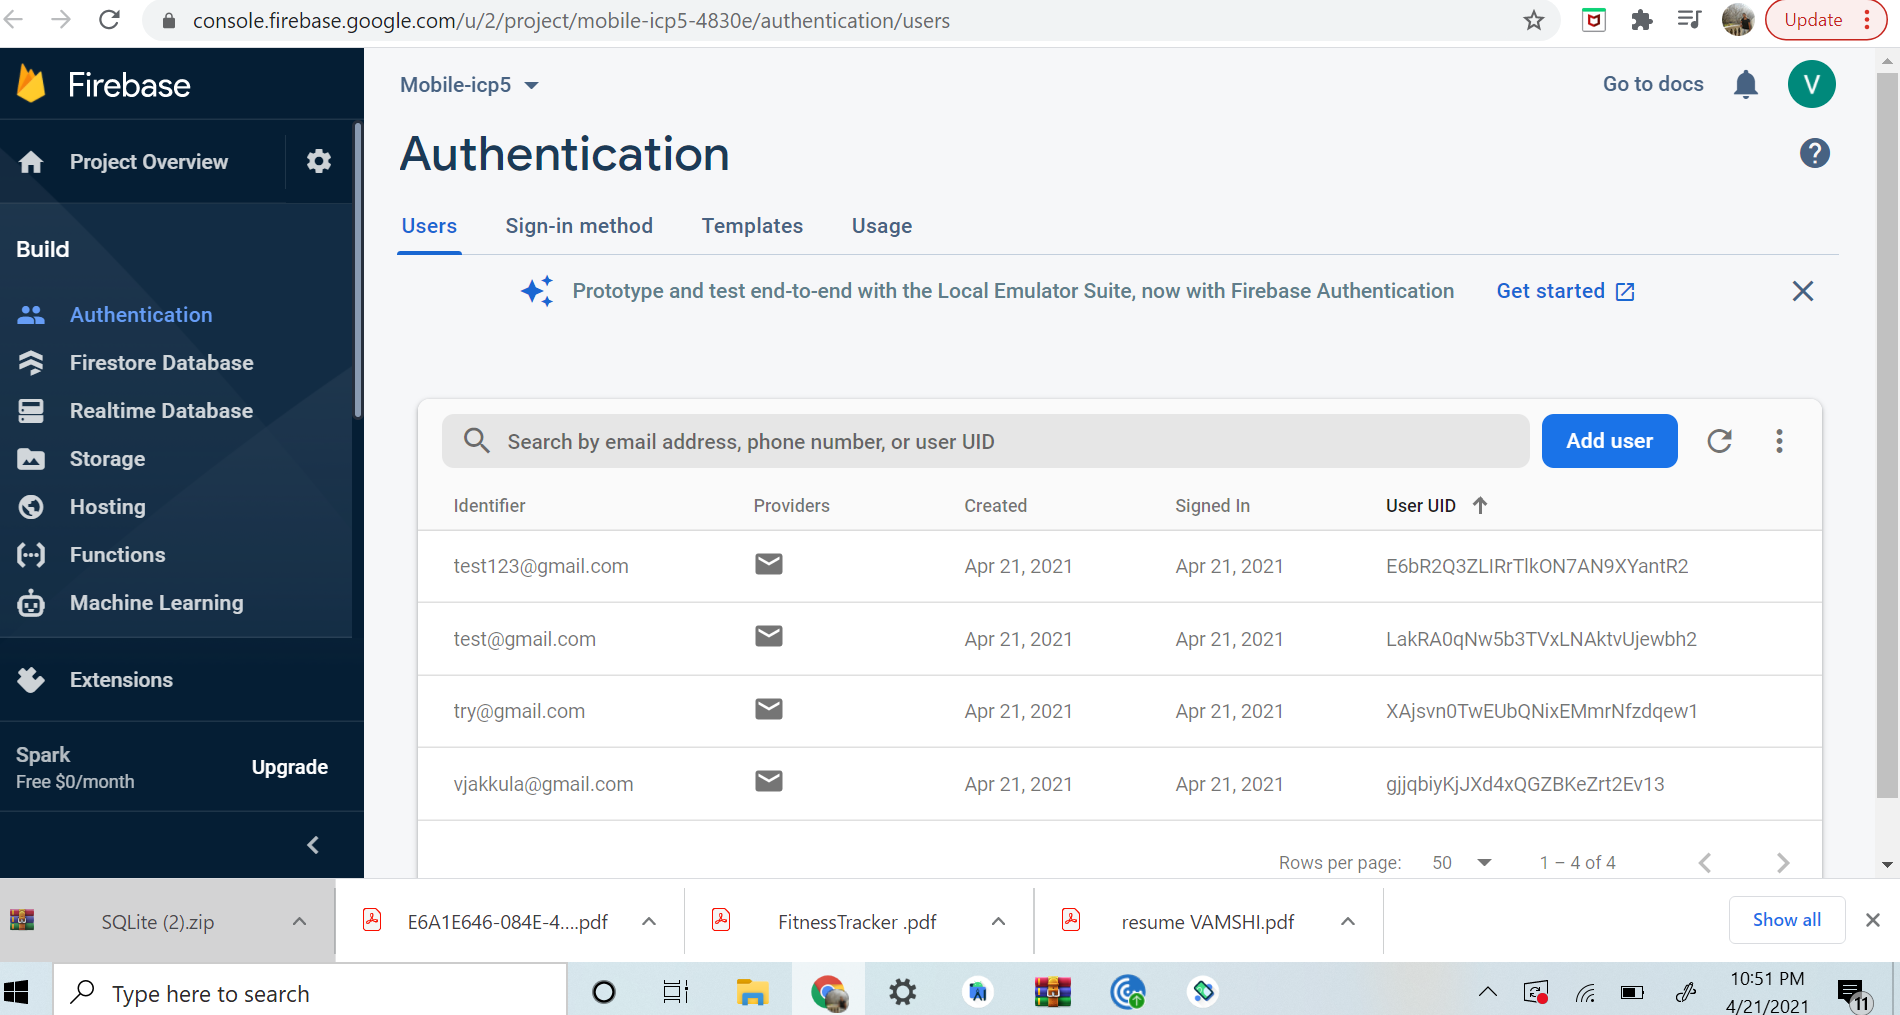 console.firebase.google.com/u/2/project/mobile-icp5-4830e/authentication/users
Update
Firebase
Project Overview
Build
Authentication
Firestore Database
Realtime Database
Storage
Hosting
Functions
Machine Learning
Extensions
Spark
Free $0/month
Upgrade
Mobile-icp5
Go to docs
V
Authentication
?
Users Sign-in method Templates Usage
Prototype and test end-to-end with the Local Emulator Suite, now with Firebase Authentication Get started
Search by email address, phone number, or user UID
Add user
Identifier Providers Created Signed In User UID
test123@gmail.com Apr 21, 2021 Apr 21, 2021 E6bR2Q3ZLIRrTlkON7AN9XYantR2
test@gmail.com Apr 21, 2021 Apr 21, 2021 LakRA0qNw5b3TVxLNAktvUjewbh2
try@gmail.com Apr 21, 2021 Apr 21, 2021 XAjsvn0TwEUbQNixEMmrNfzdqew1
vjakkula@gmail.com Apr 21, 2021 Apr 21, 2021 gjjqbiyKjJXd4xQGZBKeZrt2Ev13
Rows per page: 50 1 – 4 of 4
SQLite (2).zip
E6A1E646-084E-4....pdf
FitnessTracker .pdf
resume VAMSHI.pdf
Show all
Type here to search
10:51 PM
4/21/2021
11